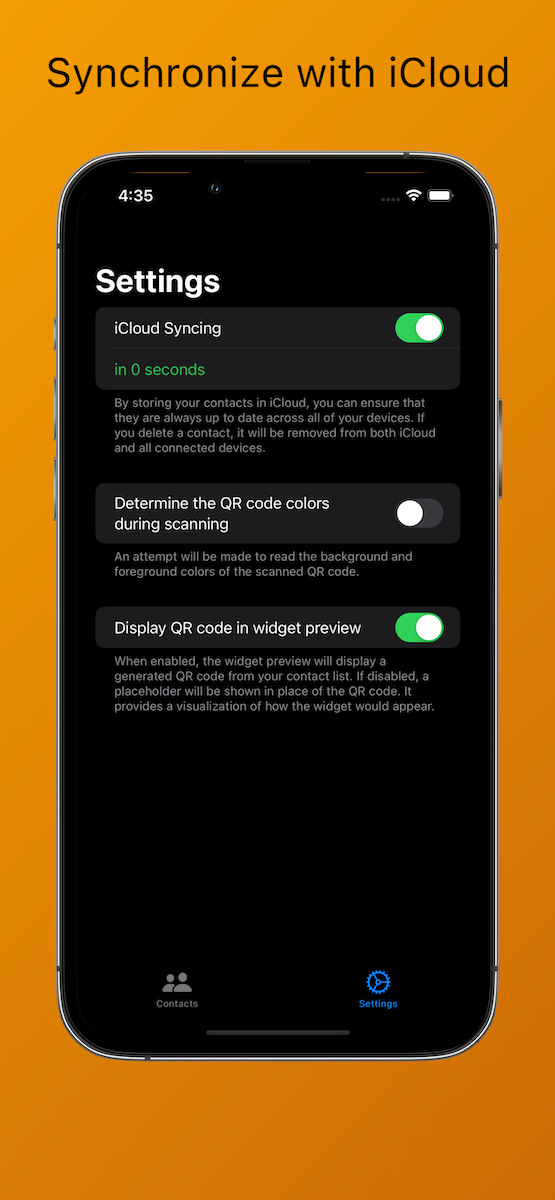 Synchronize with iCloud
4:35
Settings
iCloud Syncing
in 0 seconds
By storing your contacts in iCloud, you can ensure that
they are always up to date across all of your devices. If
you delete a contact, it will be removed from both iCloud
and all connected devices.
Determine the QR code colors
during scanning
An attempt will be made to read the background and
foreground colors of the scanned QR code.
Display QR code in widget preview
When enabled, the widget preview will display a
generated QR code from your contact list. If disabled, a
placeholder will be shown in place of the QR code. It
provides a visualization of how the widget would appear.
Contacts
Settings